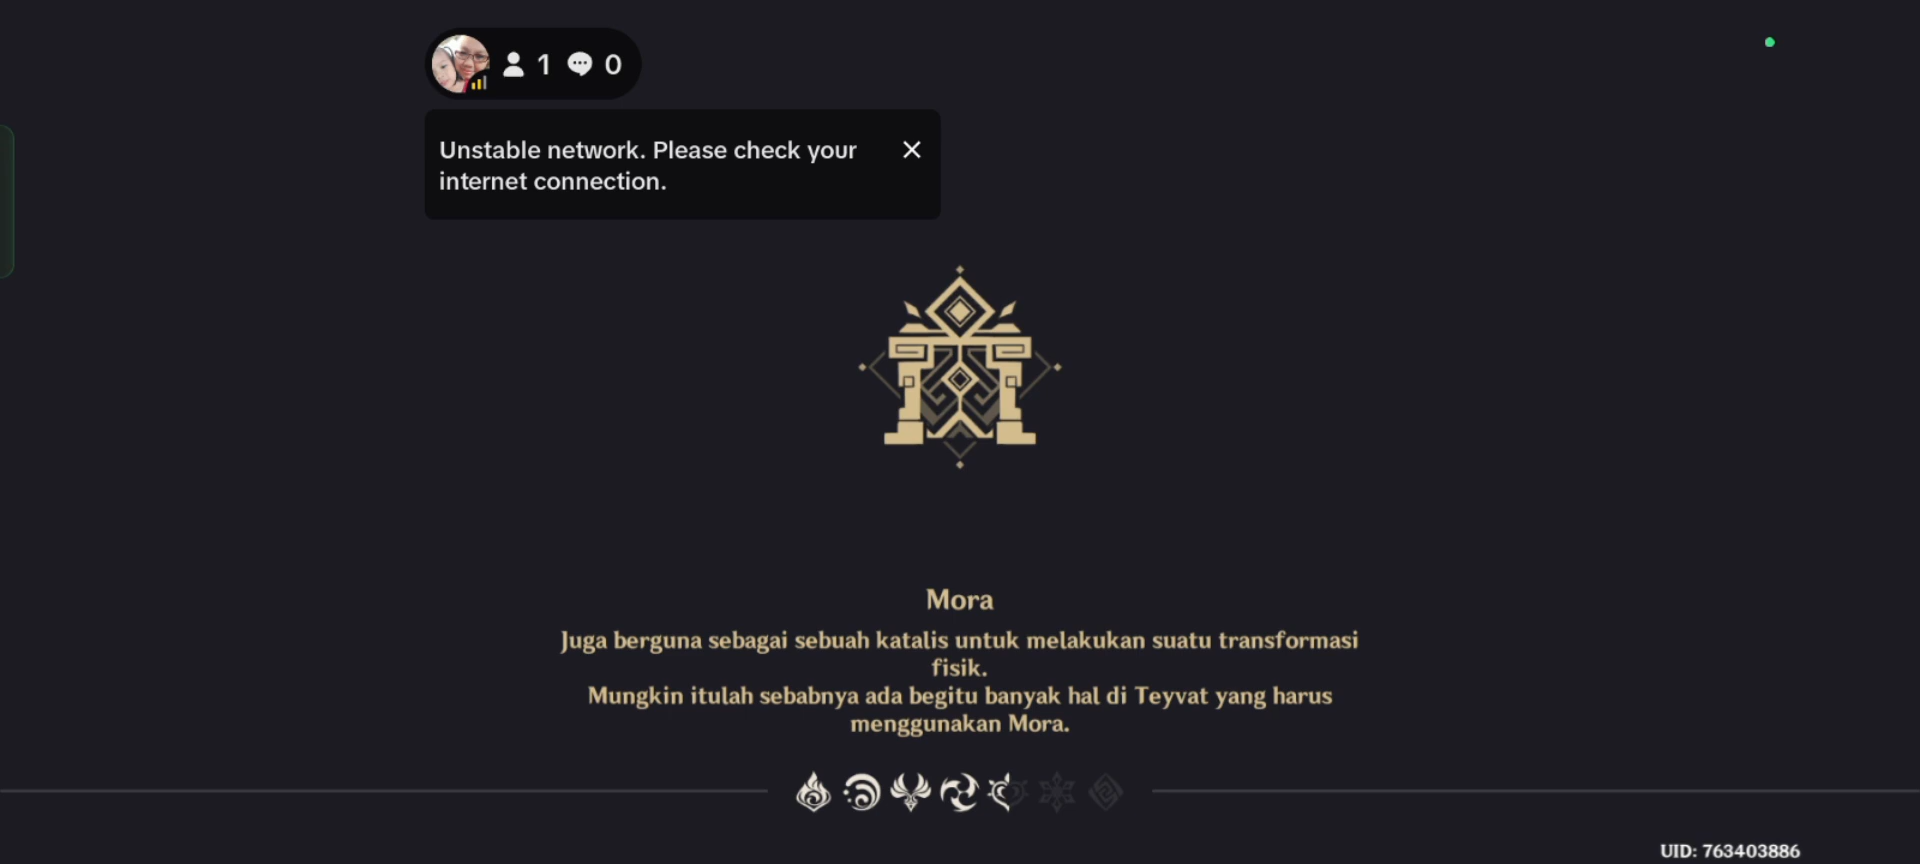 1 0
Unstable network. Please check your
internet connection.
Mora
Juga berguna sebagai sebuah katalis untuk melakukan suatu transformasi
fisik.
Mungkin itulah sebabnya ada begitu banyak hal di Teyvat yang harus
menggunakan Mora.
UID: 763403886